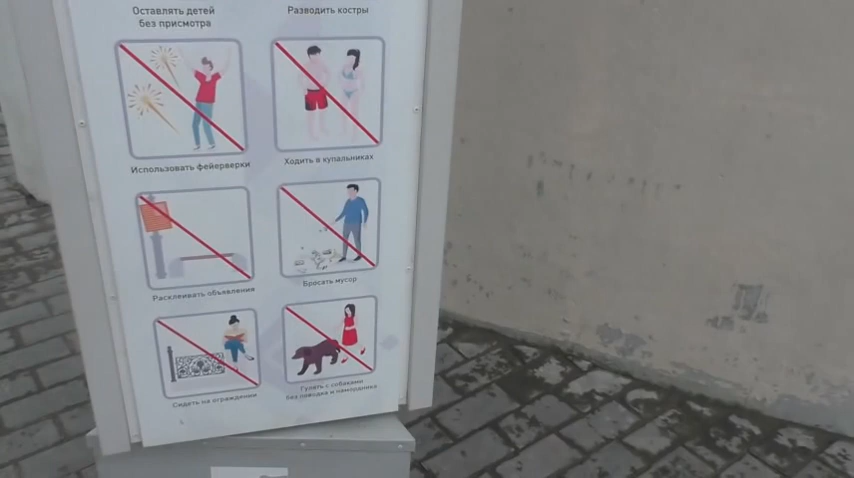 Оставлять детей
без присмотра
Разводить костры
Использовать фейерверки
Ходить в купальниках
Расклеивать объявления
Бросать мусор
Сидеть на ограждении
Гулять с собаками
без поводка и намордника